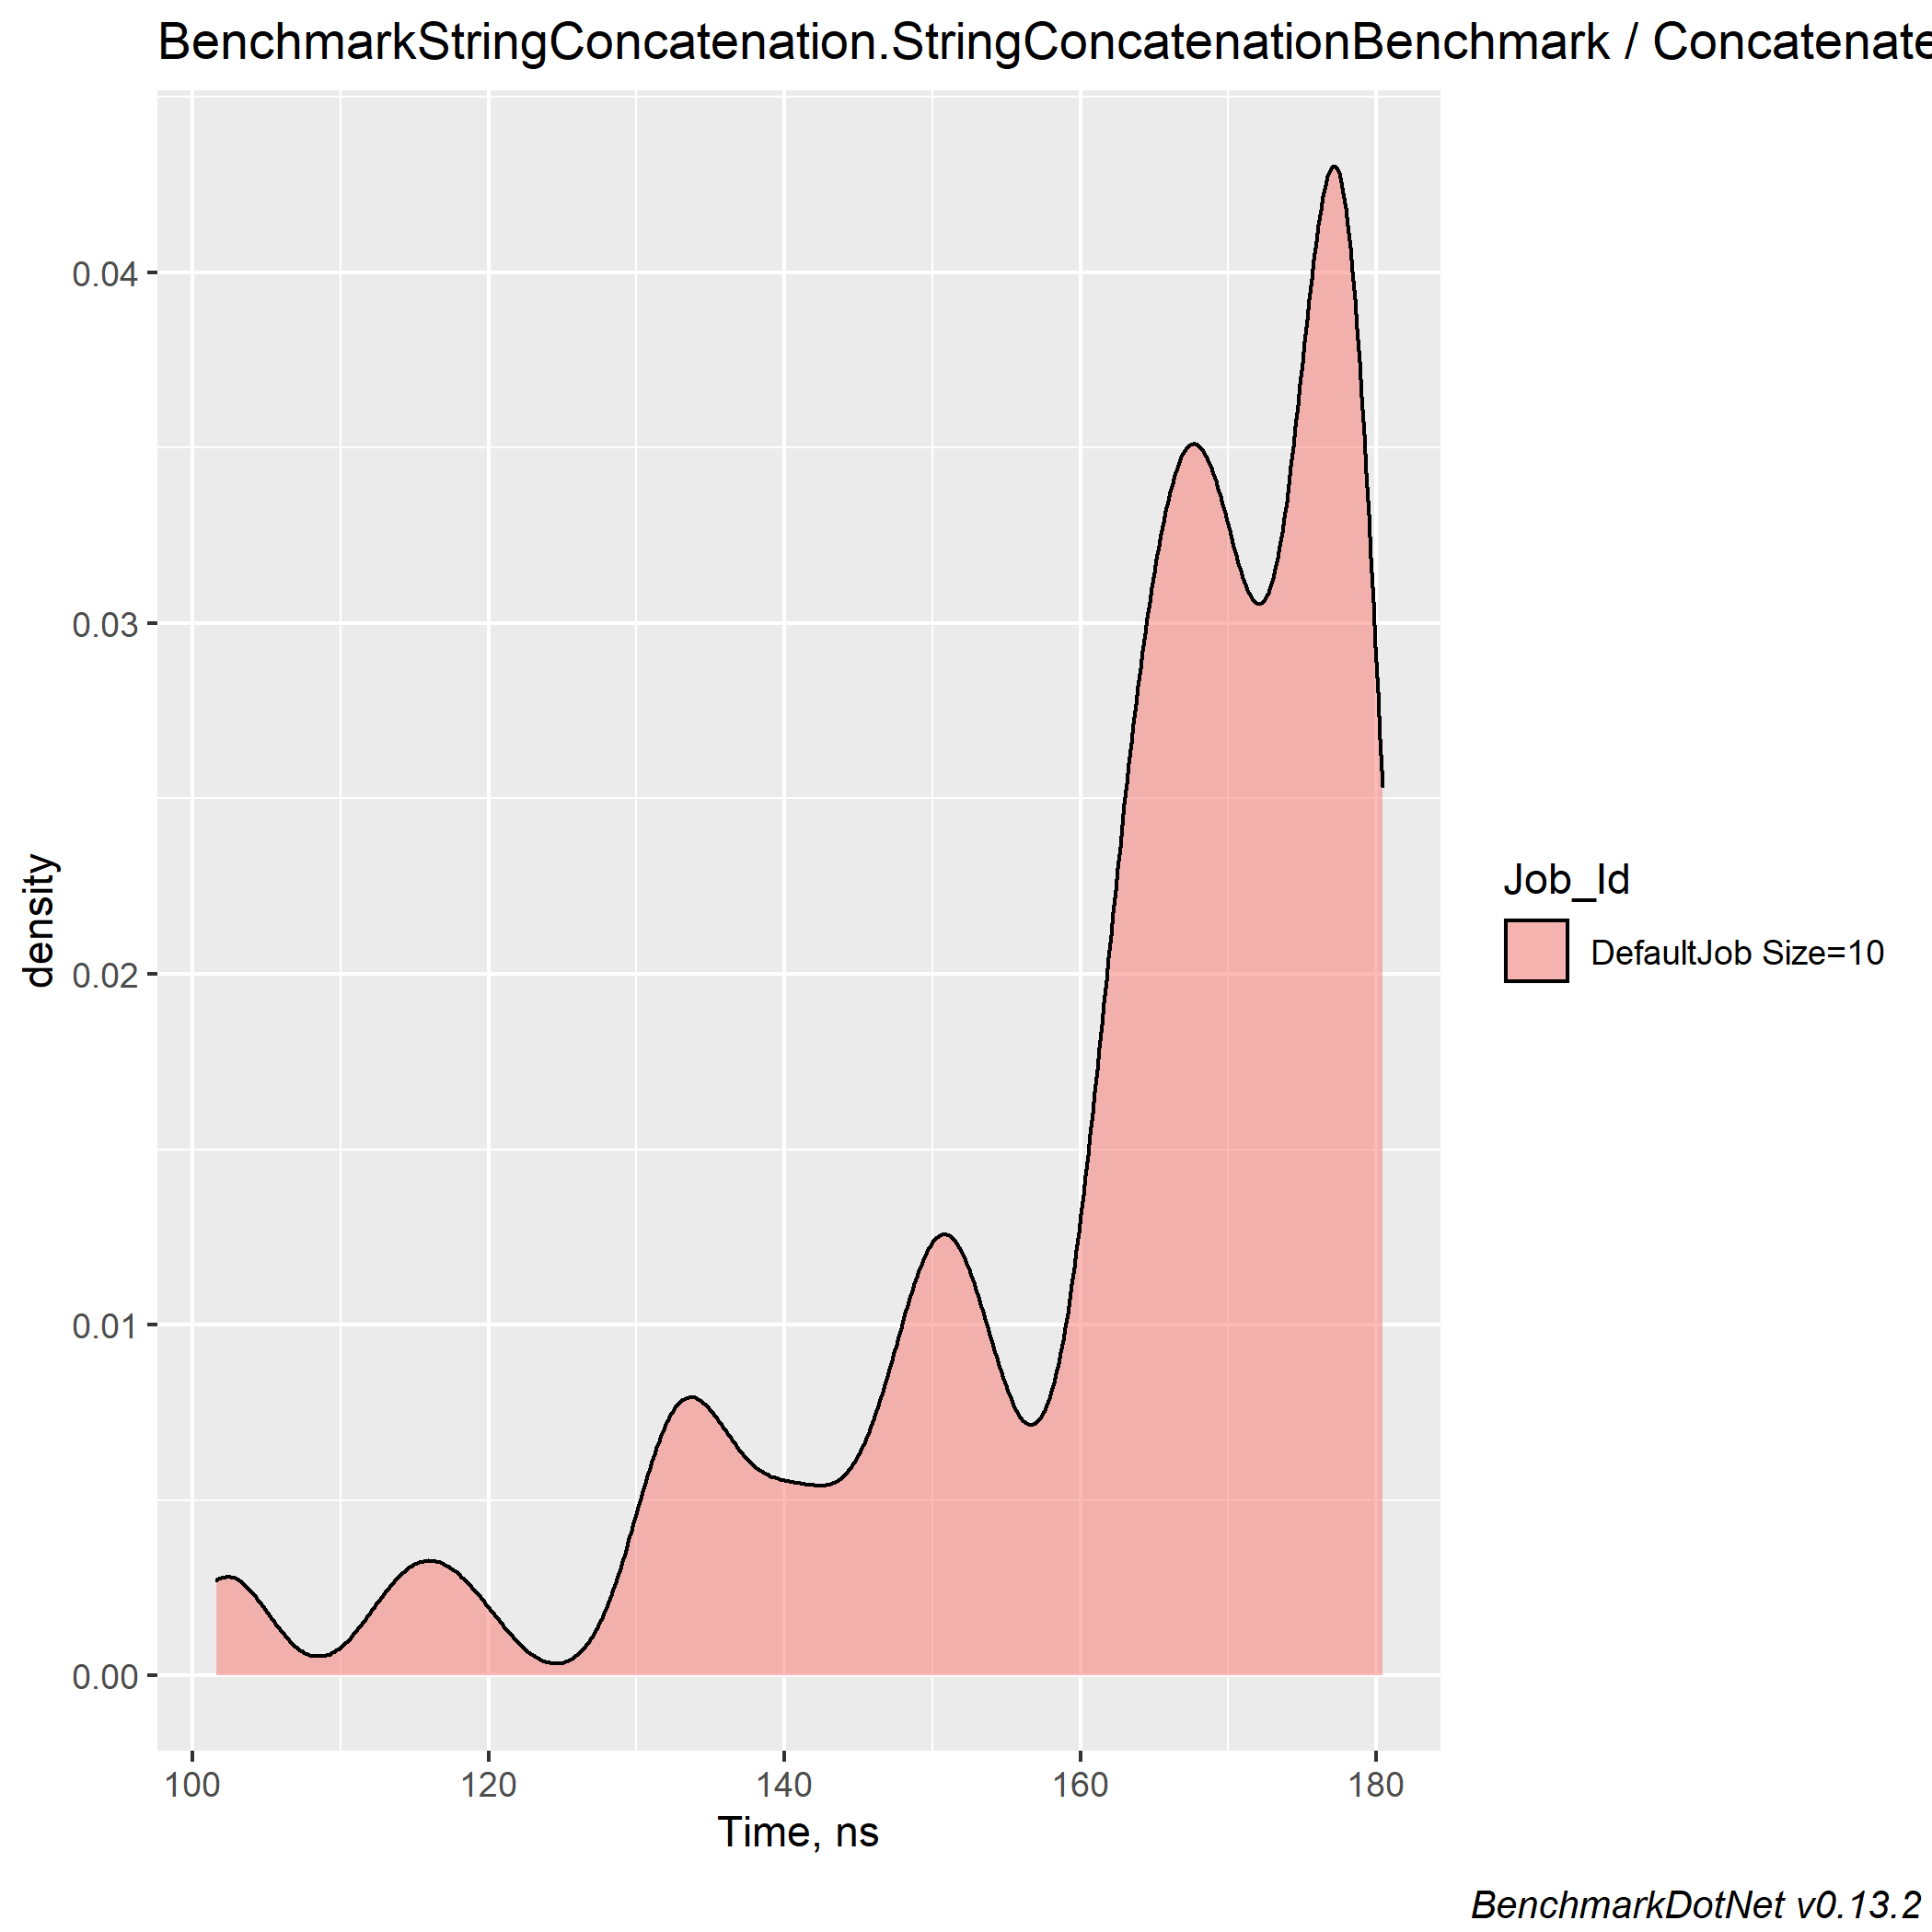 BenchmarkStringConcatenation.StringConcatenationBenchmark / Concatenate
0.04
0.03
0.02
0.01
0.00
density
100 120 140 160 180
Time, ns
Job_Id
DefaultJob Size=10
BenchmarkDotNet v0.13.2